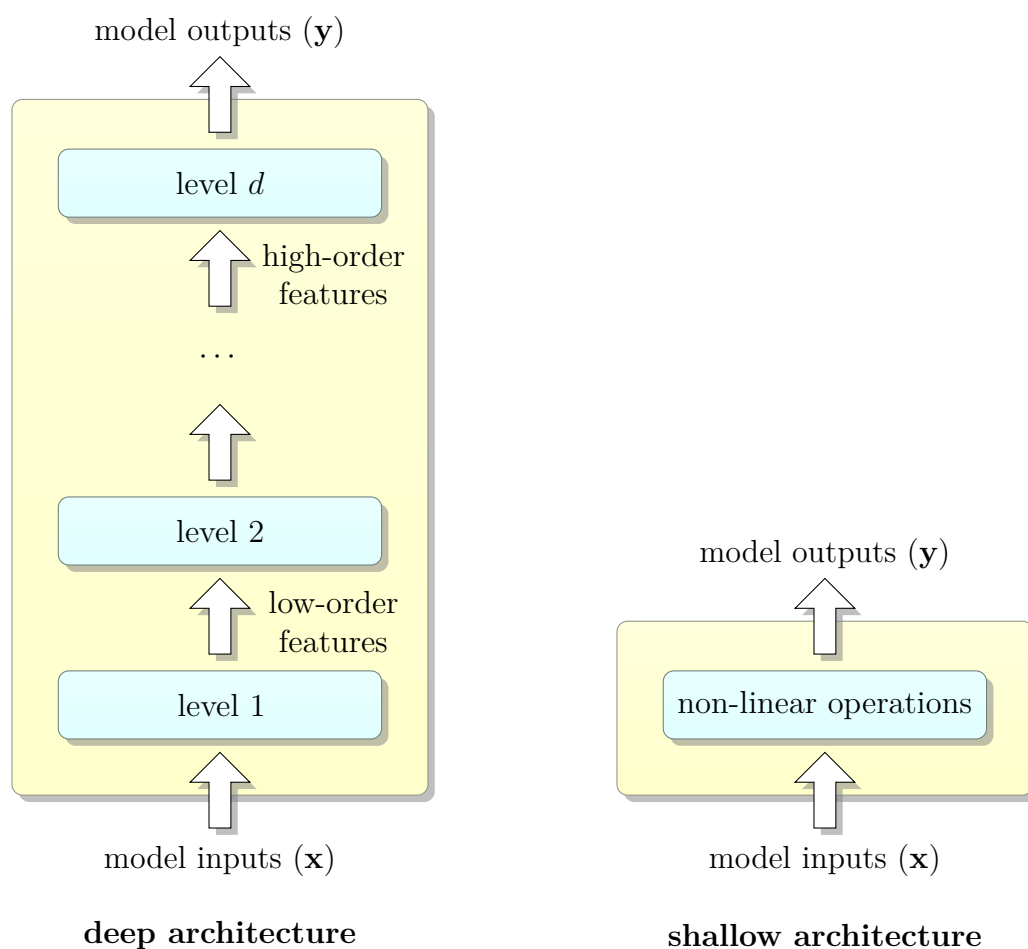 model outputs (y)
level d
high-order
features
...
level 2
low-order
features
level 1
model inputs (x)
deep architecture
model outputs (y)
non-linear operations
model inputs (x)
shallow architecture